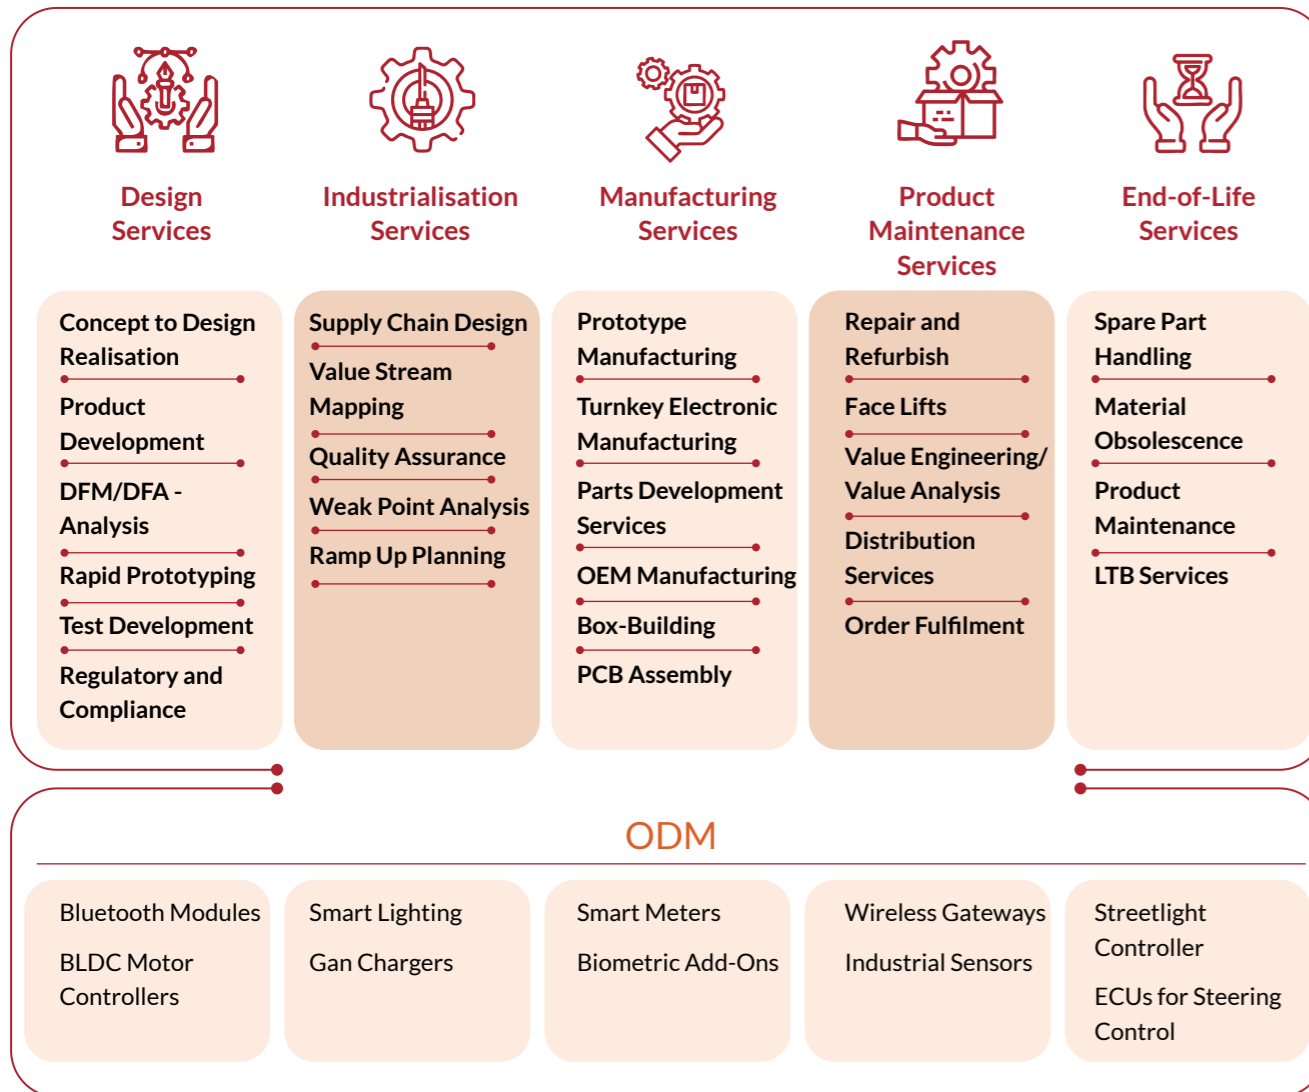 Design
Services
Industrialisation
Services
Manufacturing
Services
Product
Maintenance
Services
End-of-Life
Services
Concept to Design
Realisation
Product
Development
DFM/DFA -
Analysis
Rapid Prototyping
Test Development
Regulatory and
Compliance
Supply Chain Design
Value Stream
Mapping
Quality Assurance
Weak Point Analysis
Ramp Up Planning
Prototype
Manufacturing
Turnkey Electronic
Manufacturing
Parts Development
Services
OEM Manufacturing
Box-Building
PCB Assembly
Repair and
Refurbish
Face Lifts
Value Engineering/
Value Analysis
Distribution
Services
Order Fulfilment
Spare Part
Handling
Material
Obsolescence
Product
Maintenance
LTB Services
ODM
Bluetooth Modules
BLDC Motor
Controllers
Smart Lighting
Gan Chargers
Smart Meters
Biometric Add-Ons
Wireless Gateways
Industrial Sensors
Streetlight
Controller
ECUs for Steering
Control